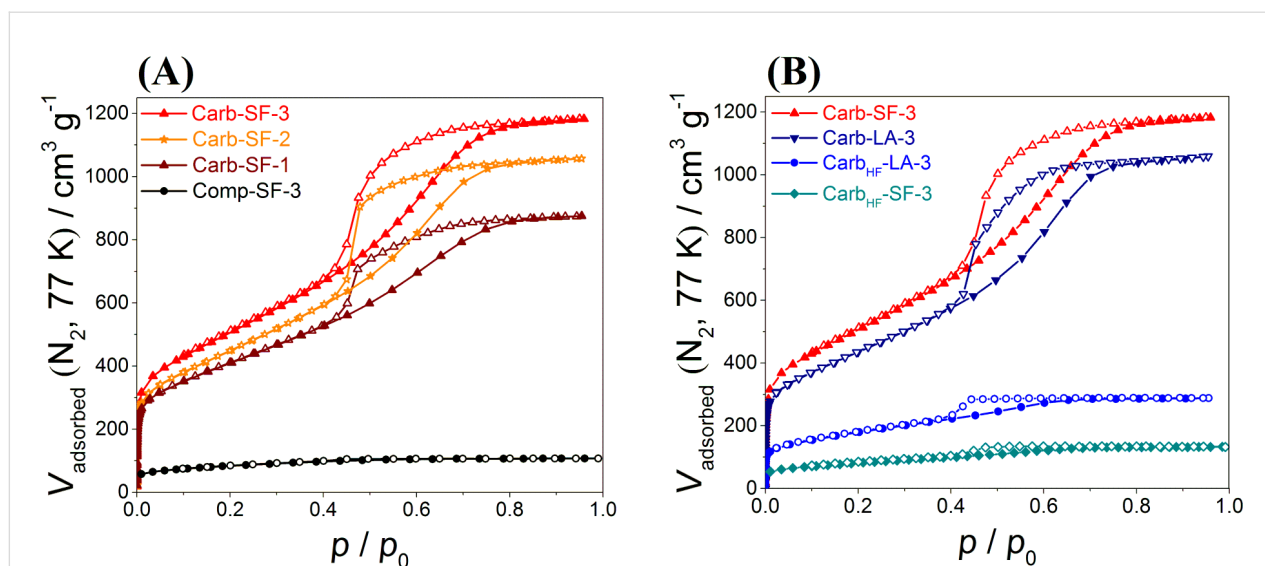 (A)
V adsorbed (N2, 77 K) / cm3 g-1
1200
1000
800
600
400
200
0
Carb-SF-3
Carb-SF-2
Carb-SF-1
Comp-SF-3
0.0 0.2 0.4 0.6 0.8 1.0
p / p0
(B)
V adsorbed (N2, 77 K) / cm3 g-1
1200
1000
800
600
400
200
0
Carb-SF-3
Carb-LA-3
CarbHF-LA-3
CarbHF-SF-3
0.0 0.2 0.4 0.6 0.8 1.0
p / p0